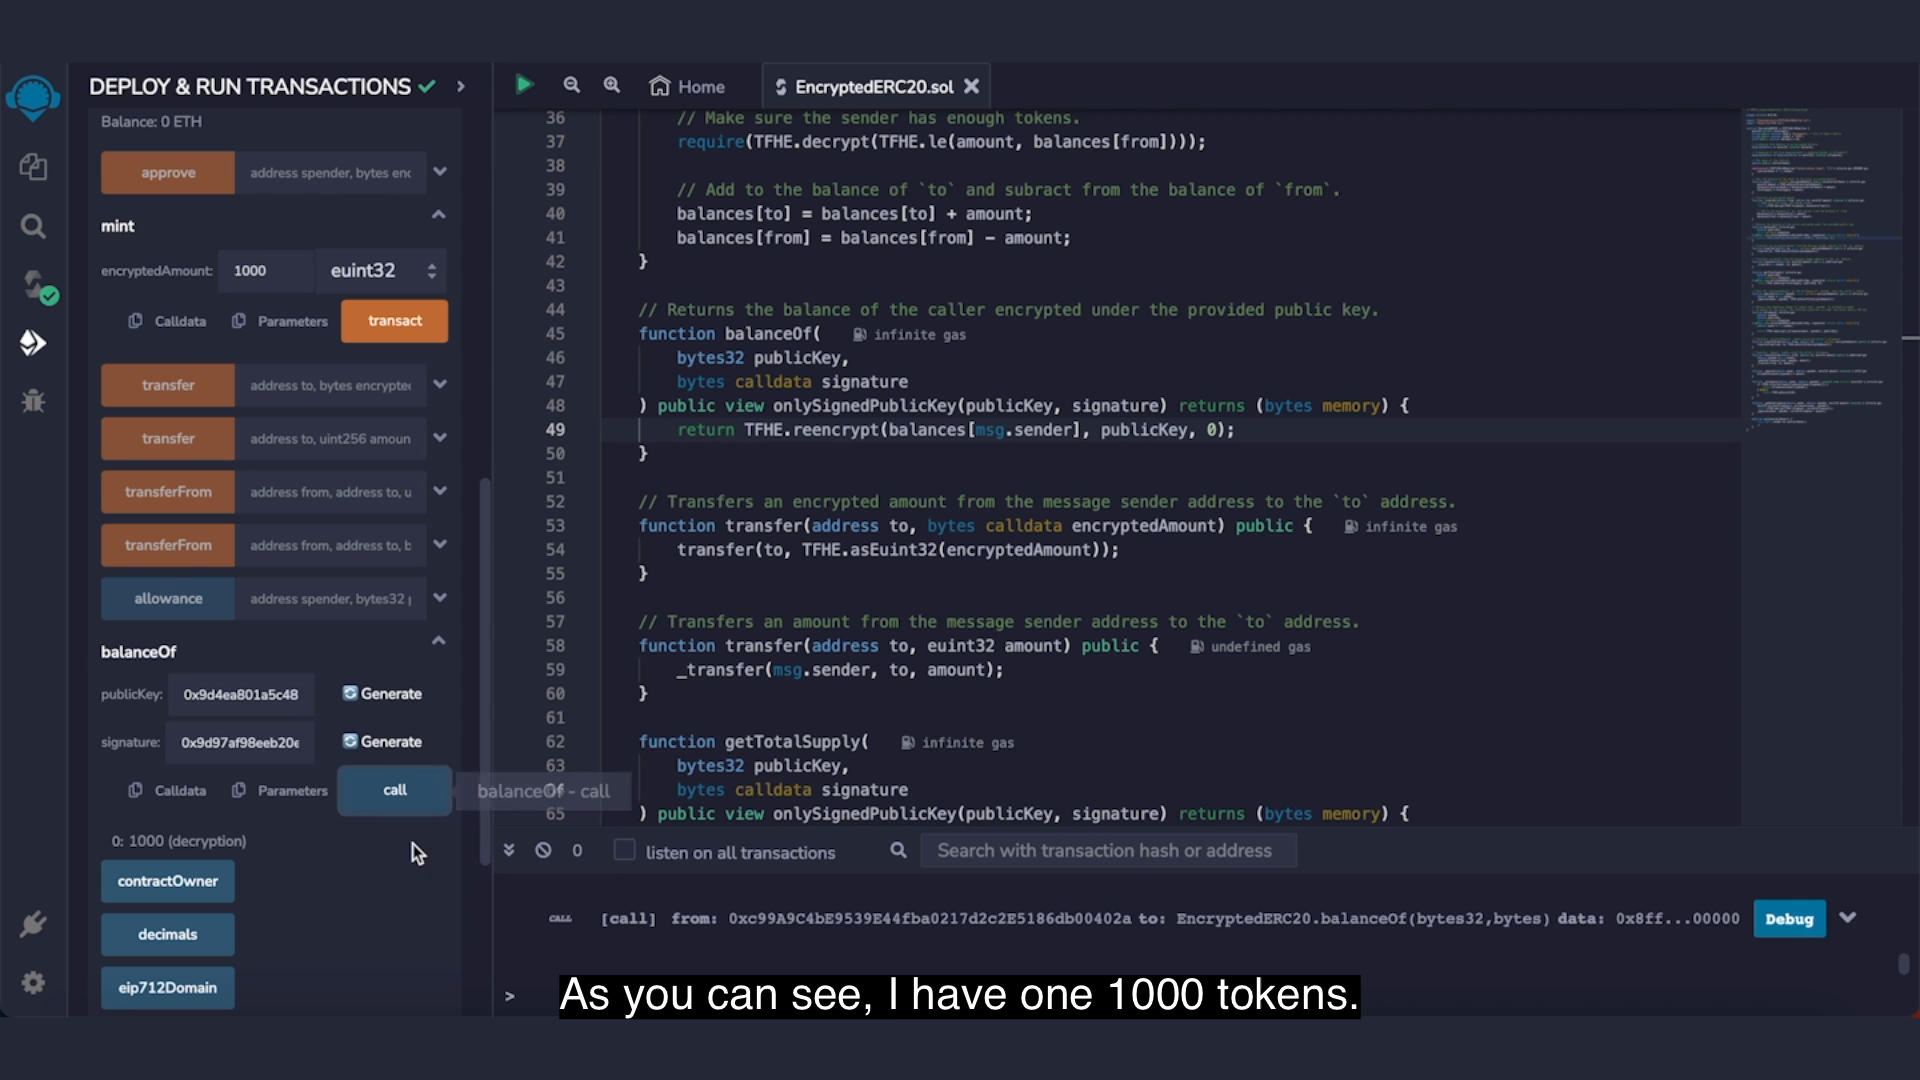 DEPLOY & RUN TRANSACTIONS
Balance: 0 ETH
approve address spender, bytes enc
mint
encryptedAmount: 1000 euint32
Calldata Parameters transact
transfer address to, bytes encrypted
transfer address to, uint256 amoun
transferFrom address from, address to, u
transferFrom address from, address to, b
allowance address spender, bytes32 p
balanceOf
publicKey: 0x9d4ea801a5c48 Generate
signature: 0x9d97af98eeb20e Generate
Calldata Parameters call
balanceOf - call
0: 1000 (decryption)
contractOwner
decimals
eip712Domain
Home EncryptedERC20.sol
36 // Make sure the sender has enough tokens.
37 require(TFHE.decrypt(TFHE.le(amount, balances[from])));
38
39 // Add to the balance of `to` and subract from the balance of `from`.
40 balances[to] = balances[to] + amount;
41 balances[from] = balances[from] - amount;
42 }
43
44 // Returns the balance of the caller encrypted under the provided public key.
45 function balanceOf( infinite gas
46 bytes32 publicKey,
47 bytes calldata signature
48 ) public view onlySignedPublicKey(publicKey, signature) returns (bytes memory) {
49 return TFHE.reencrypt(balances[msg.sender], publicKey, 0);
50 }
51
52 // Transfers an encrypted amount from the message sender address to the `to` address.
53 function transfer(address to, bytes calldata encryptedAmount) public { infinite gas
54 transfer(to, TFHE.asEuint32(encryptedAmount));
55 }
56
57 // Transfers an amount from the message sender address to the `to` address.
58 function transfer(address to, euint32 amount) public { undefined gas
59 _transfer(msg.sender, to, amount);
60 }
61
62 function getTotalSupply( infinite gas
63 bytes32 publicKey,
bytes calldata signature
65 ) public view onlySignedPublicKey(publicKey, signature) returns (bytes memory) {
0 listen on all transactions Search with transaction hash or address
CALL [call] from: 0xc99A9C4bE9539E44fba0217d2c2E5186db00402a to: EncryptedERC20.balanceOf(bytes32,bytes) data: 0x8ff...00000 Debug
>
As you can see, I have one 1000 tokens.